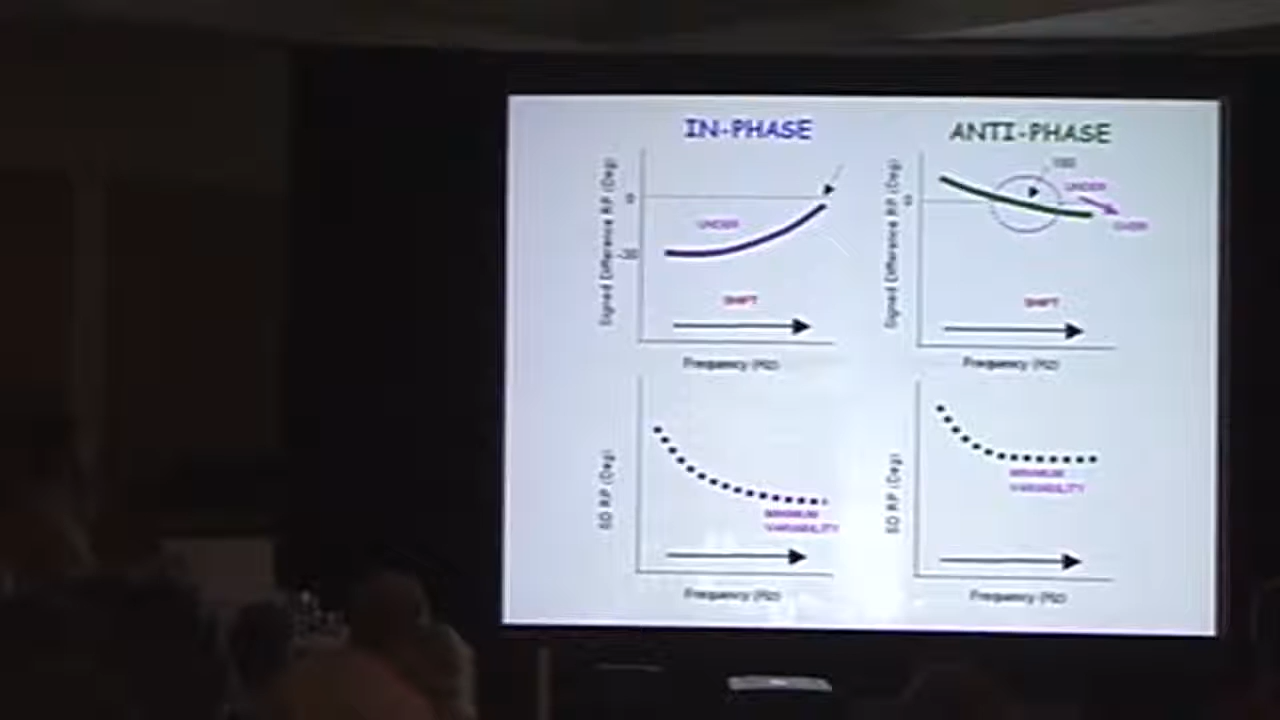 IN-PHASE
ANTI-PHASE
Signed Difference RP (Deg)
0
UNDER
SHIFT
Frequency (Hz)
Signed Difference RP (Deg)
0
180
UNDER
OVER
SHIFT
Frequency (Hz)
SD RP (Deg)
MINIMUM
VARIABILITY
Frequency (Hz)
SD RP (Deg)
MINIMUM
VARIABILITY
Frequency (Hz)